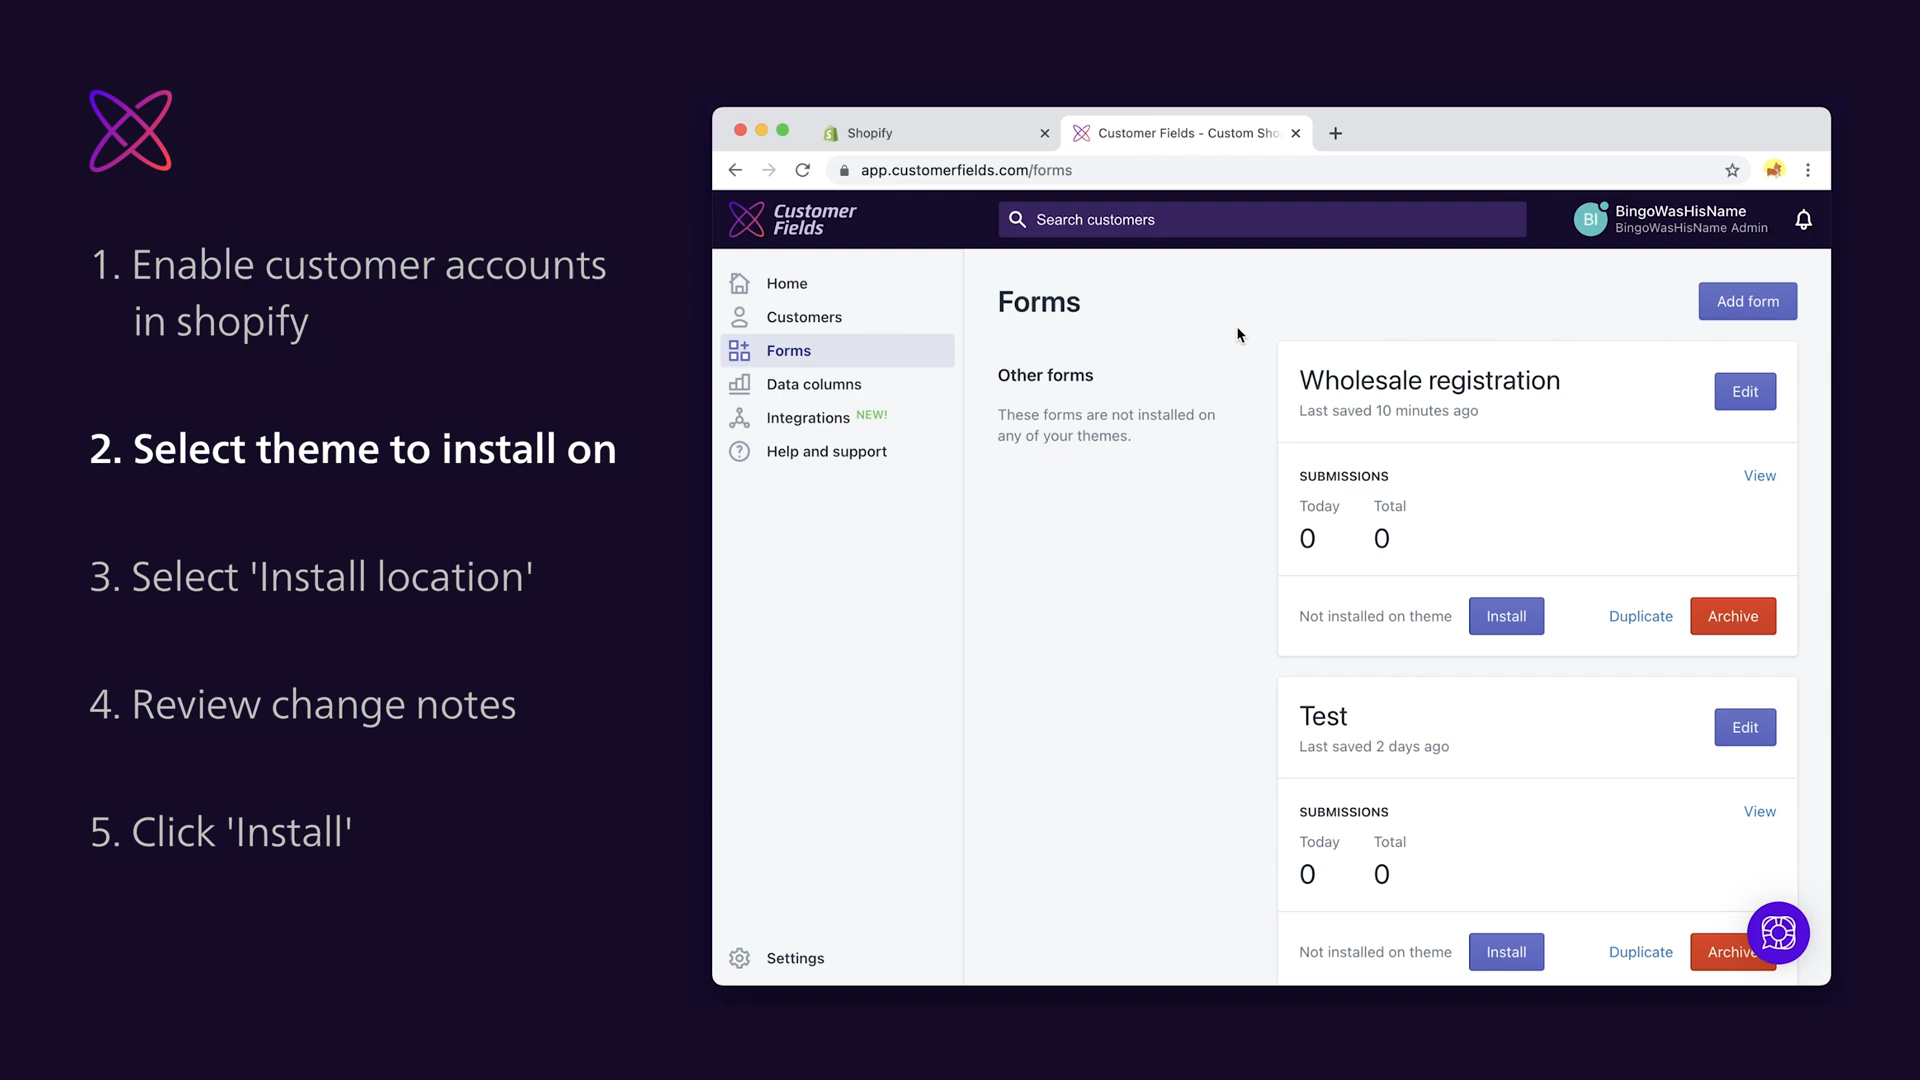 1. Enable customer accounts
in shopify
2. Select theme to install on
3. Select 'Install location'
4. Review change notes
5. Click 'Install'
Shopify
Customer Fields - Custom Sho
app.customerfields.com/forms
Customer
Fields
Search customers
BI
BingoWasHisName
BingoWasHisName Admin
Home
Customers
Forms
Data columns
Integrations NEW!
Help and support
Settings
Forms
Add form
Other forms
These forms are not installed on
any of your themes.
Wholesale registration
Last saved 10 minutes ago
Edit
SUBMISSIONS
View
Today Total
0 0
Not installed on theme Install Duplicate Archive
Test
Last saved 2 days ago
Edit
SUBMISSIONS
View
Today Total
0 0
Not installed on theme Install Duplicate Archive